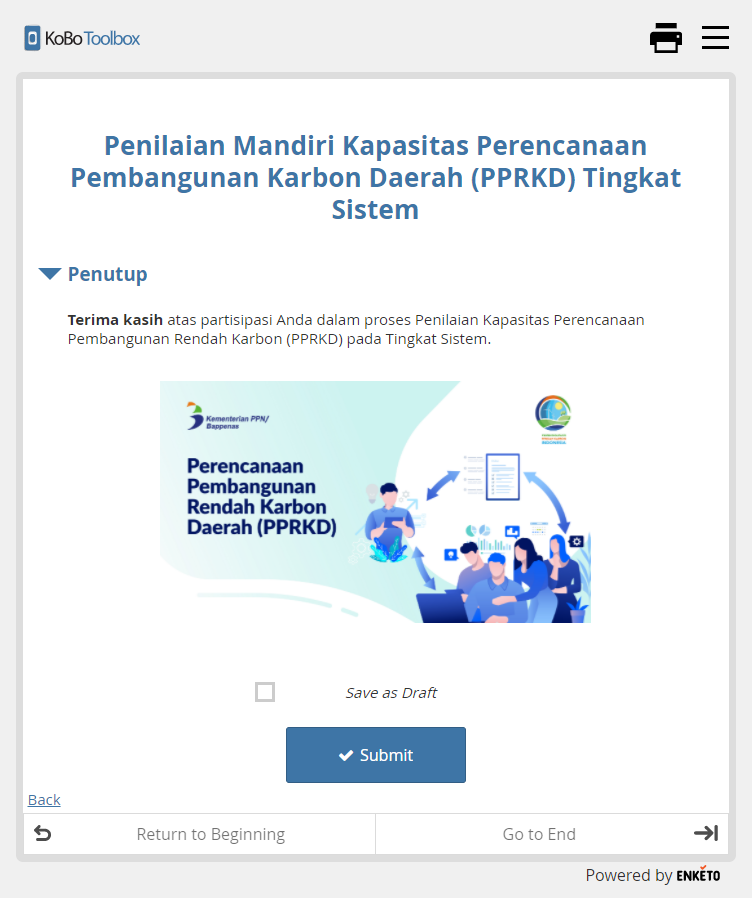 KoBoToolbox
Penilaian Mandiri Kapasitas Perencanaan
Pembangunan Karbon Daerah (PPRKD) Tingkat
Sistem
Penutup
Terima kasih atas partisipasi Anda dalam proses Penilaian Kapasitas Perencanaan
Pembangunan Rendah Karbon (PPRKD) pada Tingkat Sistem.
Kementerian PPN/
Bappenas
Perencanaan
Pembangunan
Rendah Karbon
Daerah (PPRKD)
Save as Draft
Submit
Back
Return to Beginning
Go to End
Powered by ENKETO